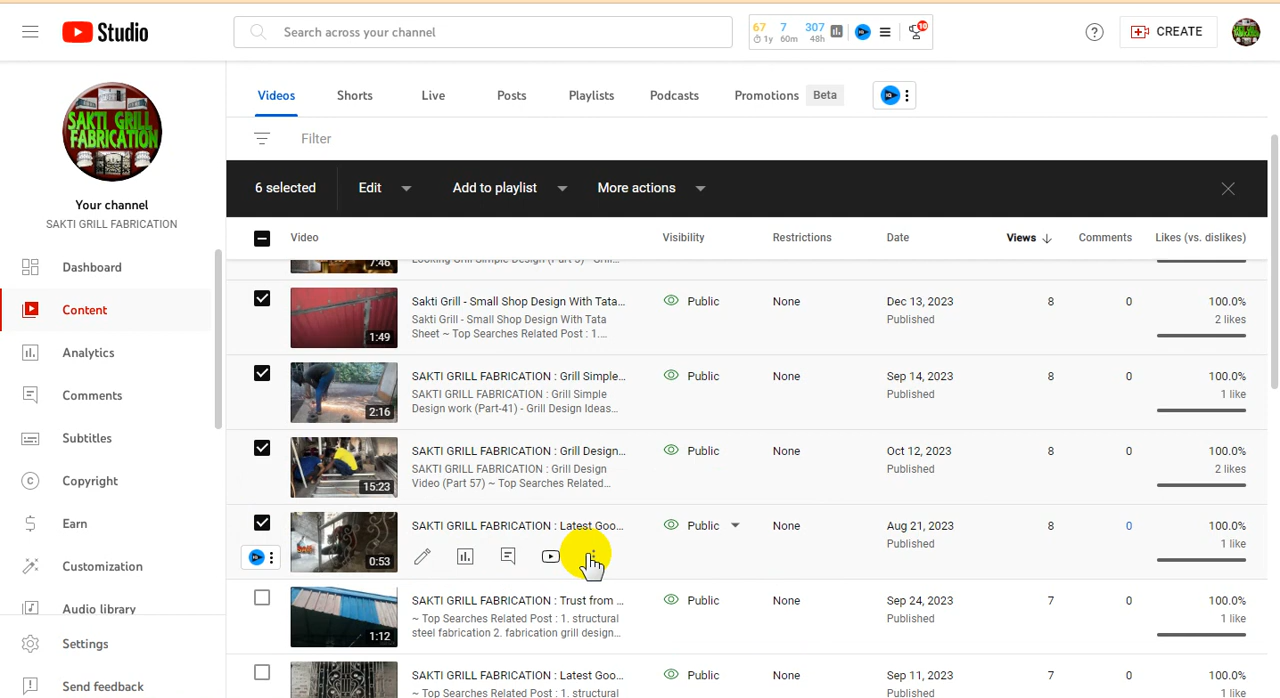 Studio
Search across your channel
67 7 307
1y 60m 48h
10
CREATE
SAKTI GRILL
FABRICATION
Your channel
SAKTI GRILL FABRICATION
Dashboard
Content
Analytics
Comments
Subtitles
Copyright
Earn
Customization
Audio library
Settings
Send feedback
Videos Shorts Live Posts Playlists Podcasts Promotions Beta
Filter
6 selected Edit Add to playlist More actions
Video Visibility Restrictions Date Views Comments Likes (vs. dislikes)
7:46
Looking Grill Simple Design (Part 5) - Gril...
1:49
Sakti Grill - Small Shop Design With Tata...
Sakti Grill - Small Shop Design With Tata
Sheet ~ Top Searches Related Post : 1....
Public None Dec 13, 2023 8 0 100.0%
Published 2 likes
2:16
SAKTI GRILL FABRICATION : Grill Simple...
SAKTI GRILL FABRICATION : Grill Simple
Design work (Part-41) - Grill Design Ideas...
Public None Sep 14, 2023 8 0 100.0%
Published 1 like
15:23
SAKTI GRILL FABRICATION : Grill Design...
SAKTI GRILL FABRICATION : Grill Design
Video (Part 57) ~ Top Searches Related...
Public None Oct 12, 2023 8 0 100.0%
Published 2 likes
0:53
SAKTI GRILL FABRICATION : Latest Goo...
Public None Aug 21, 2023 8 0 100.0%
Published 1 like
1:12
SAKTI GRILL FABRICATION : Trust from ...
~ Top Searches Related Post : 1. structural
steel fabrication 2. fabrication grill design...
Public None Sep 24, 2023 7 0 100.0%
Published 1 like
SAKTI GRILL FABRICATION : Latest Goo...
~ Top Searches Related Post : 1. structural
Public None Sep 11, 2023 7 0 100.0%
Published 1 like